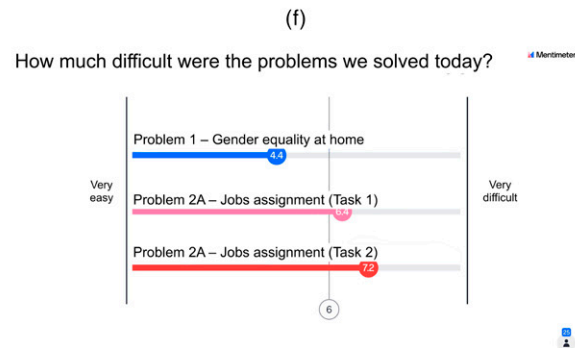 (f)
How much difficult were the problems we solved today?
Mentimeter
Problem 1 – Gender equality at home
4.4
Very
easy
Very
difficult
Problem 2A – Jobs assignment (Task 1)
6.4
Problem 2A – Jobs assignment (Task 2)
7.2
6